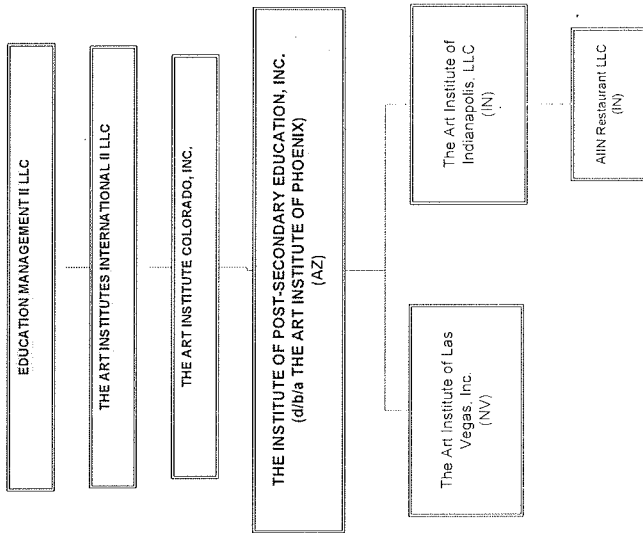 EDUCATION MANAGEMENT II LLC
THE ART INSTITUTES INTERNATIONAL II LLC
THE ART INSTITUTE COLORADO, INC.
THE INSTITUTE OF POST-SECONDARY EDUCATION, INC.
(d/b/a THE ART INSTITUTE OF PHOENIX)
(AZ)
The Art Institute of Las
Vegas, Inc.
(NV)
The Art Institute of
Indianapolis, LLC
(IN)
AIIN Restaurant LLC
(IN)